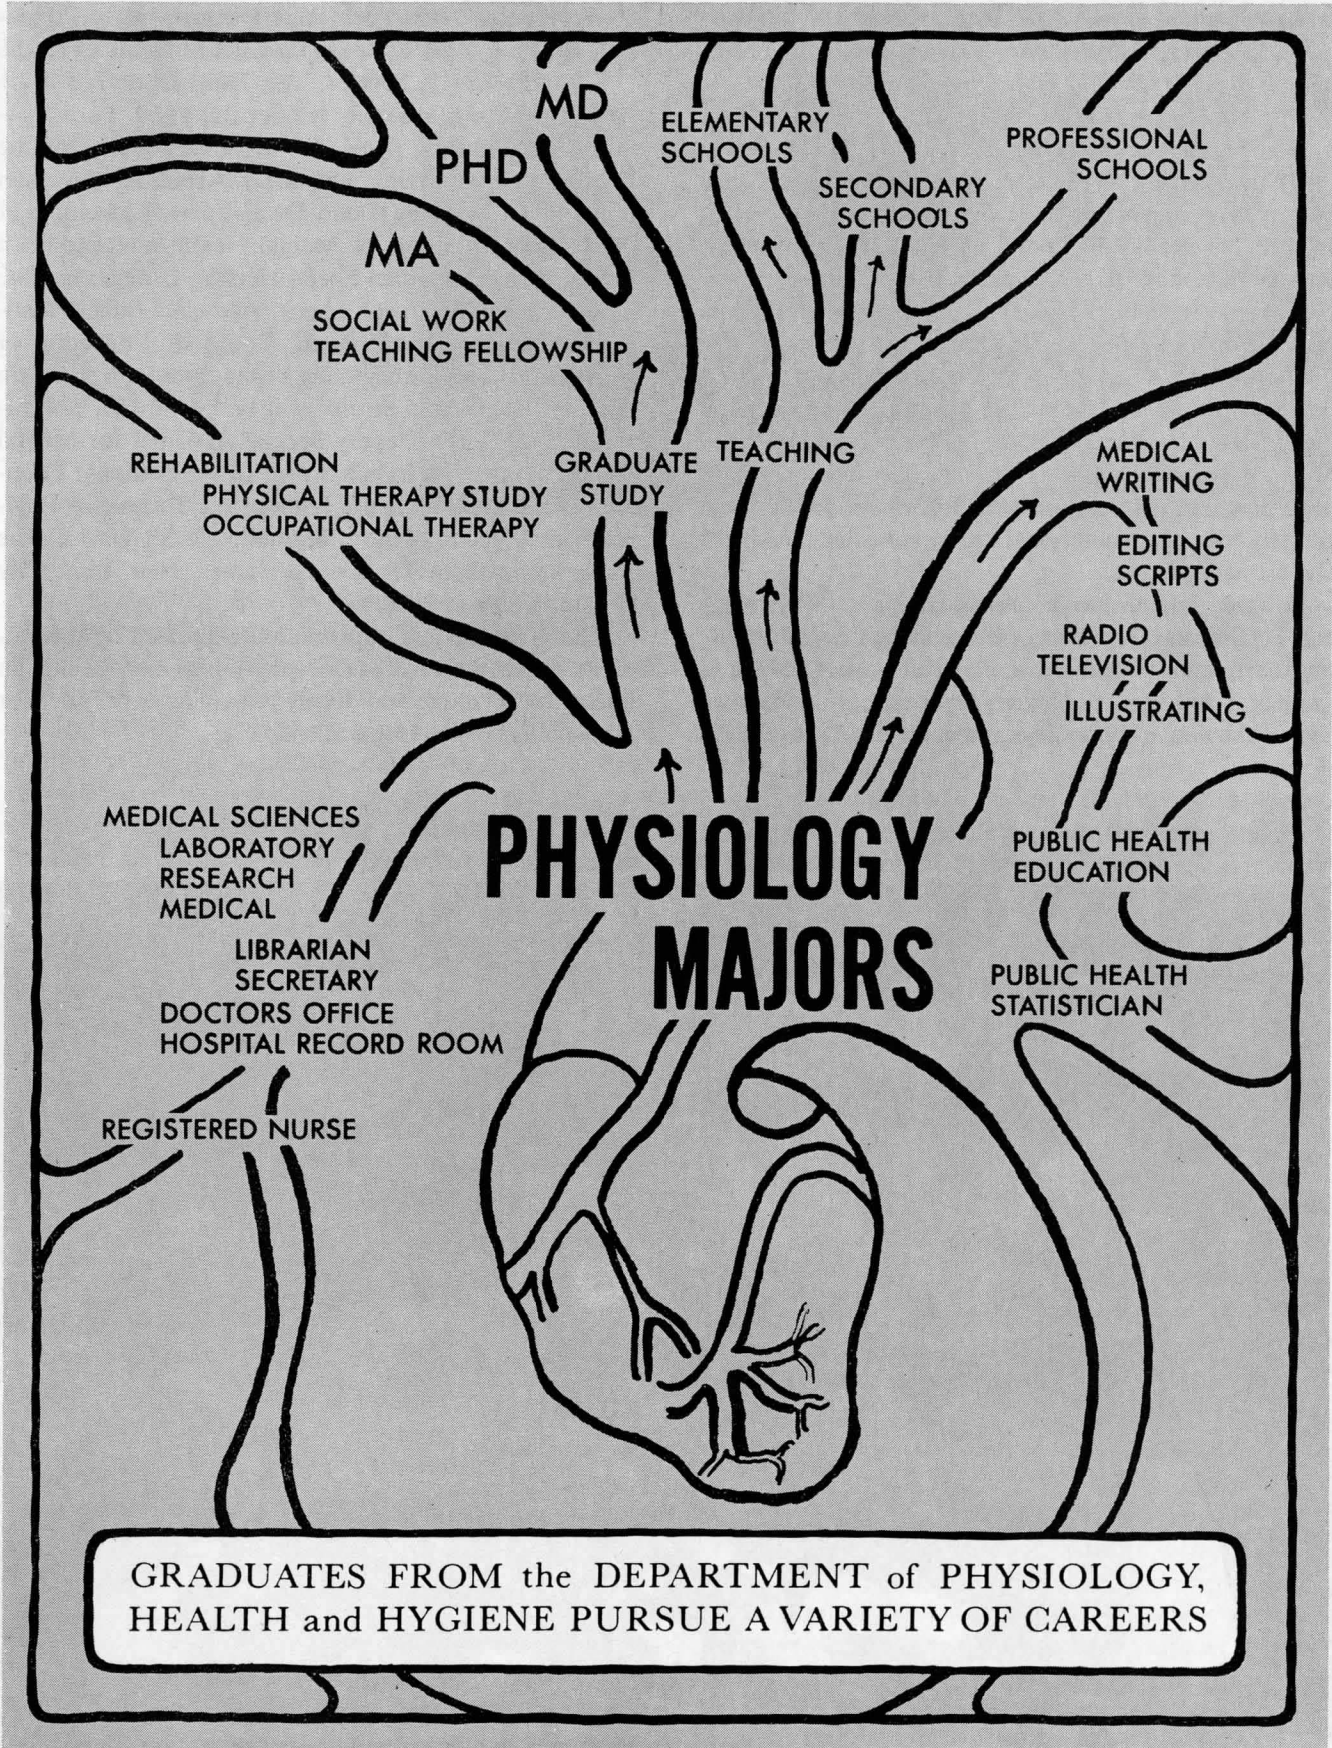 MD
PHD
MA
SOCIAL WORK
TEACHING FELLOWSHIP
ELEMENTARY
SCHOOLS
SECONDARY
SCHOOLS
PROFESSIONAL
SCHOOLS
REHABILITATION
PHYSICAL THERAPY STUDY
OCCUPATIONAL THERAPY
GRADUATE
STUDY
TEACHING
MEDICAL
WRITING
EDITING
SCRIPTS
RADIO
TELEVISION
ILLUSTRATING
MEDICAL SCIENCES
LABORATORY
RESEARCH
MEDICAL
LIBRARIAN
SECRETARY
DOCTORS OFFICE
HOSPITAL RECORD ROOM
REGISTERED NURSE
PHYSIOLOGY
MAJORS
PUBLIC HEALTH
EDUCATION
PUBLIC HEALTH
STATISTICIAN
GRADUATES FROM the DEPARTMENT of PHYSIOLOGY,
HEALTH and HYGIENE PURSUE A VARIETY OF CAREERS